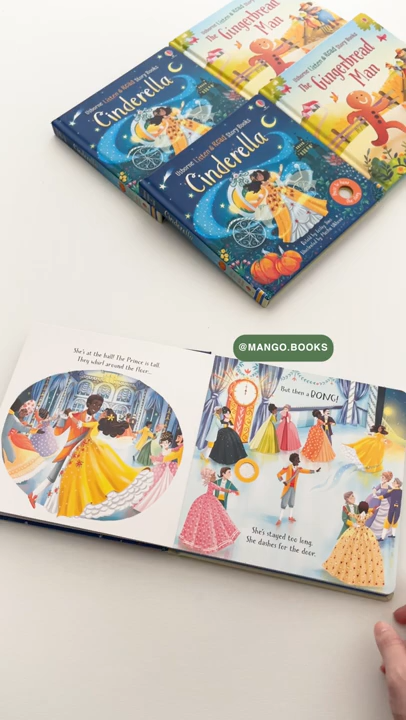 Usborne Listen & Read Story Books
The Gingerbread
Man
Usborne Listen & Read Story Books
The Gingerbread
Man
Usborne Listen & Read Story Books
Cinderella
Usborne Listen & Read Story Books
Cinderella
@MANGO.BOOKS
She's at the ball! The Prince is tall.
They whirl around the floor...
But then a DONG!
She's stayed too long.
She dashes for the door.